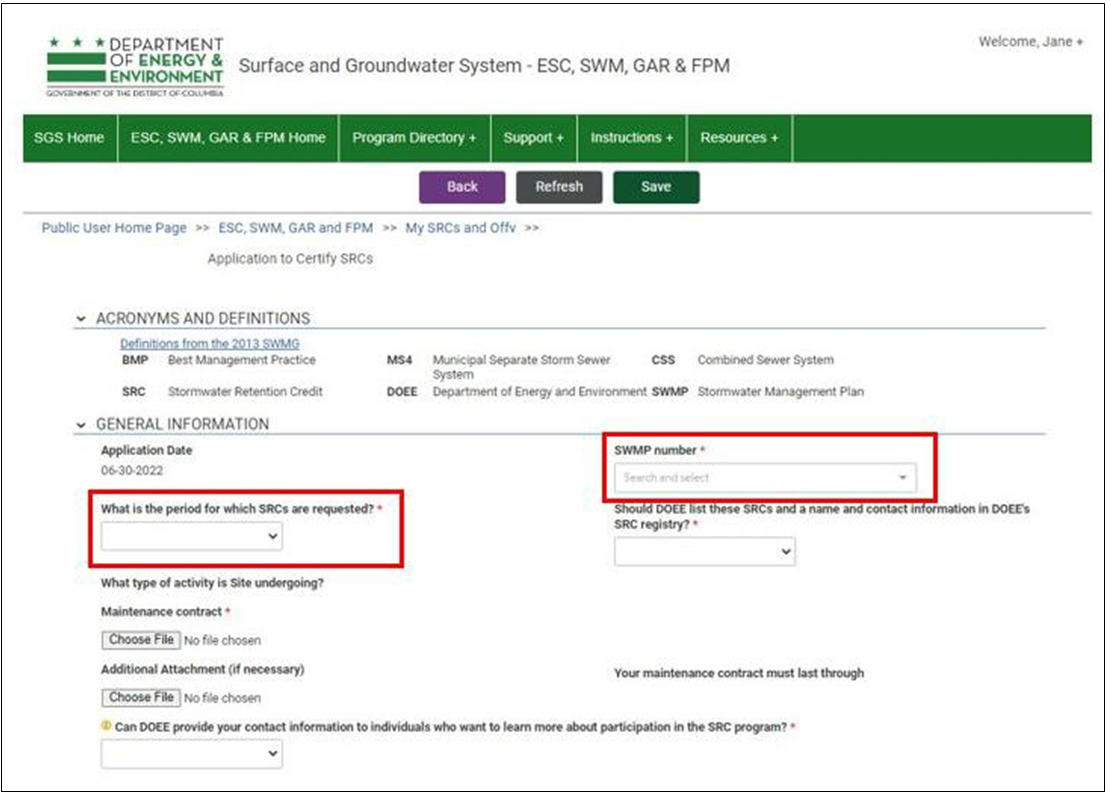 DEPARTMENT
OF ENERGY &
ENVIRONMENT
GOVERNMENT OF THE DISTRICT OF COLUMBIA
Surface and Groundwater System - ESC, SWM, GAR & FPM
Welcome, Jane +
SGS Home ESC, SWM, GAR & FPM Home Program Directory + Support + Instructions + Resources +
Back Refresh Save
Public User Home Page >> ESC, SWM, GAR and FPM >> My SRCs and Offv >>
Application to Certify SRCs
ACRONYMS AND DEFINITIONS
Definitions from the 2013 SWMG
BMP Best Management Practice MS4 Municipal Separate Storm Sewer CSS Combined Sewer System
System
SRC Stormwater Retention Credit DOEE Department of Energy and Environment SWMP Stormwater Management Plan
GENERAL INFORMATION
Application Date SWMP number *
06-30-2022 Search and select
What is the period for which SRCs are requested? * Should DOEE list these SRCs and a name and contact information in DOEE's
SRC registry? *
What type of activity is Site undergoing?
Maintenance contract *
Choose File No file chosen
Additional Attachment (if necessary) Your maintenance contract must last through
Choose File No file chosen
Can DOEE provide your contact information to individuals who want to learn more about participation in the SRC program? *